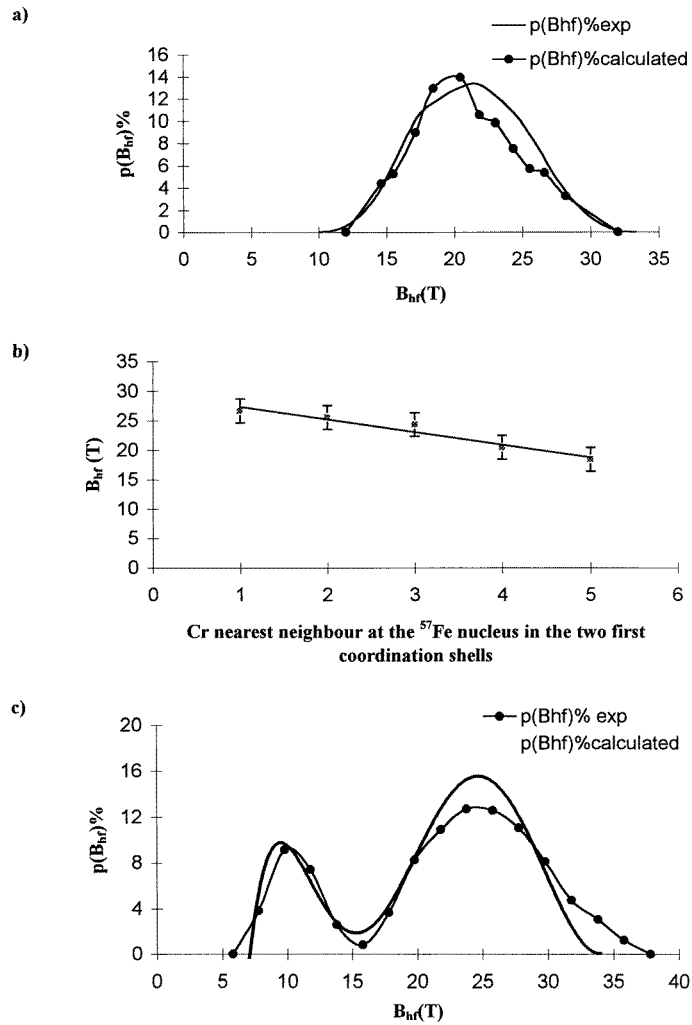 a)
p(Bhf)%exp
p(Bhf)%calculated
p(Bhf)%
16
14
12
10
8
6
4
2
0
0 5 10 15 20 25 30 35
Bhf(T)
b)
Bhf (T)
35
30
25
20
15
10
5
0
0 1 2 3 4 5 6
Cr nearest neighbour at the ⁵⁷Fe nucleus in the two first
coordination shells
c)
p(Bhf)% exp
p(Bhf)%calculated
p(Bhf)%
20
16
12
8
4
0
0 5 10 15 20 25 30 35 40
Bhf(T)